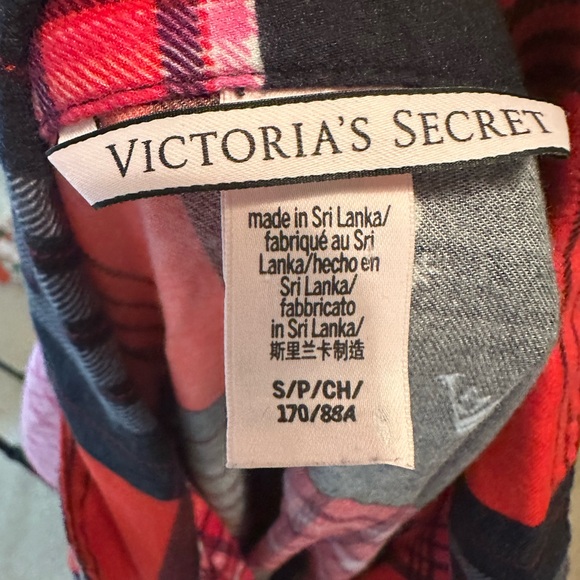 VICTORIA'S SECRET
made in Sri Lanka/
fabriqué au Sri
Lanka/hecho en
Sri Lanka/
fabbricato
in Sri Lanka/
斯里兰卡制造
S/P/CH/
170/88A